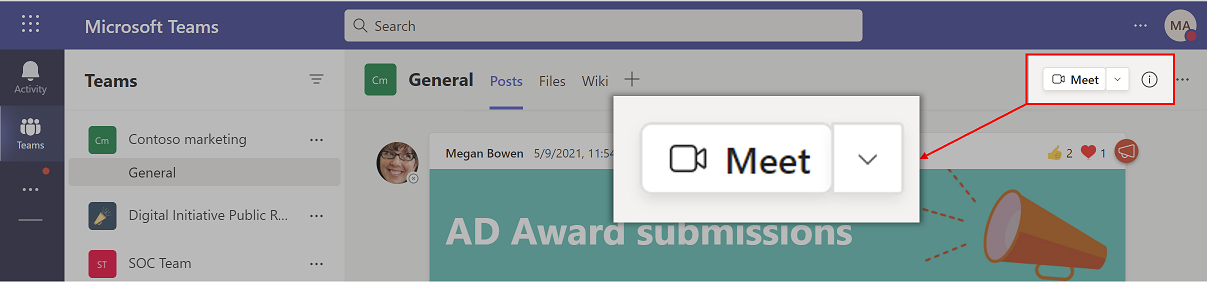 Microsoft Teams
Search
MA
Activity
Teams
Teams
Cm Contoso marketing
General
Digital Initiative Public R...
ST SOC Team
Cm General Posts Files Wiki
Meet
Megan Bowen 5/9/2021, 11:54
2 1
Meet
AD Award submissions